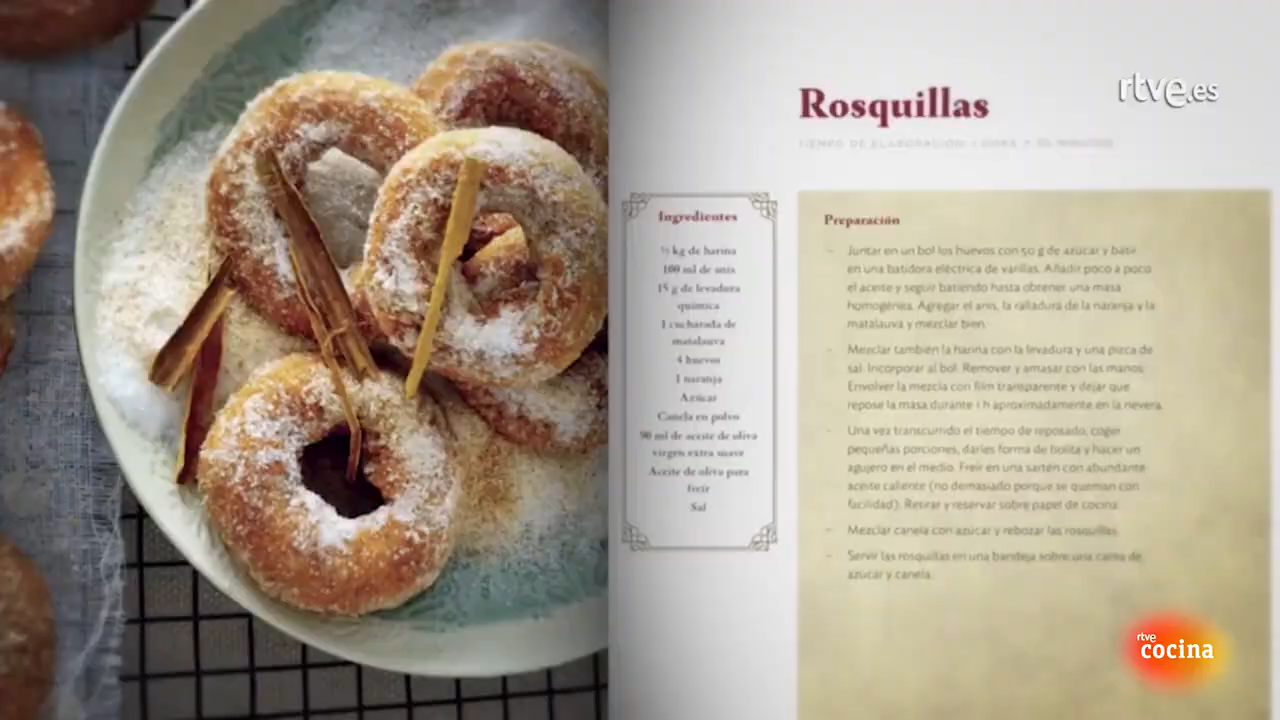 rtve.es
Rosquillas
TIEMPO DE ELABORACIÓN: 1 HORA Y
Ingredientes
½ kg de harina
100 ml de anís
15 g de levadura
química
1 cucharada de
matalauva
4 huevos
1 naranja
Azúcar
Canela en polvo
90 ml de aceite de oliva
virgen extra suave
Aceite de oliva para
freír
Sal
Preparación
– Juntar en un bol los huevos con 50 g de azúcar y batir
en una batidora eléctrica de varillas. Añadir poco a poco
el aceite y seguir batiendo hasta obtener una masa
homogénea. Agregar el anís, la ralladura de la naranja y la
matalauva y mezclar bien.
– Mezclar también la harina con la levadura y una pizca de
sal. Incorporar al bol. Remover y amasar con las manos.
Envolver la mezcla con film transparente y dejar que
repose la masa durante 1 h aproximadamente en la nevera.
– Una vez transcurrido el tiempo de reposado, coger
pequeñas porciones, darles forma de bolita y hacer un
agujero en el medio. Freír en una sartén con abundante
aceite caliente (no demasiado porque se queman con
facilidad). Retirar y reservar sobre papel de cocina.
– Mezclar canela con azúcar y rebozar las rosquillas.
– Servir las rosquillas en una bandeja sobre una cama de
azúcar y canela.
rtve
cocina